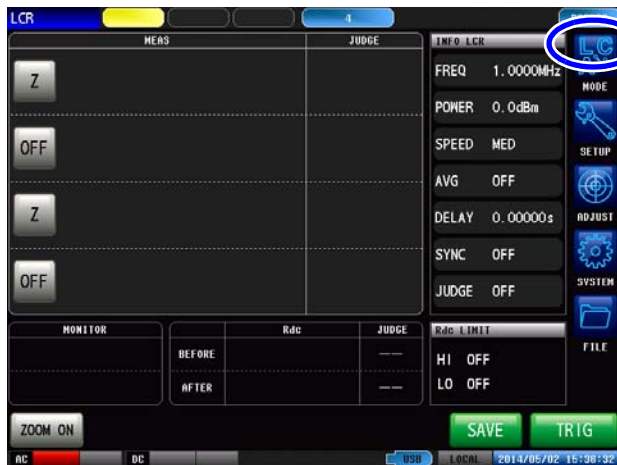 LCR
4
MEAS JUDGE
Z
OFF
Z
OFF
INFO LCR
FREQ 1.0000MHz
POWER 0.0dBm
SPEED MED
AVG OFF
DELAY 0.00000s
SYNC OFF
JUDGE OFF
LC
MODE
SETUP
ADJUST
SYSTEM
FILE
MONITOR
Rdc JUDGE
BEFORE ——
AFTER ——
Rdc LIMIT
HI OFF
LO OFF
ZOOM ON
SAVE
TRIG
AC DC USB LOCAL 2014/05/02 15:36:32